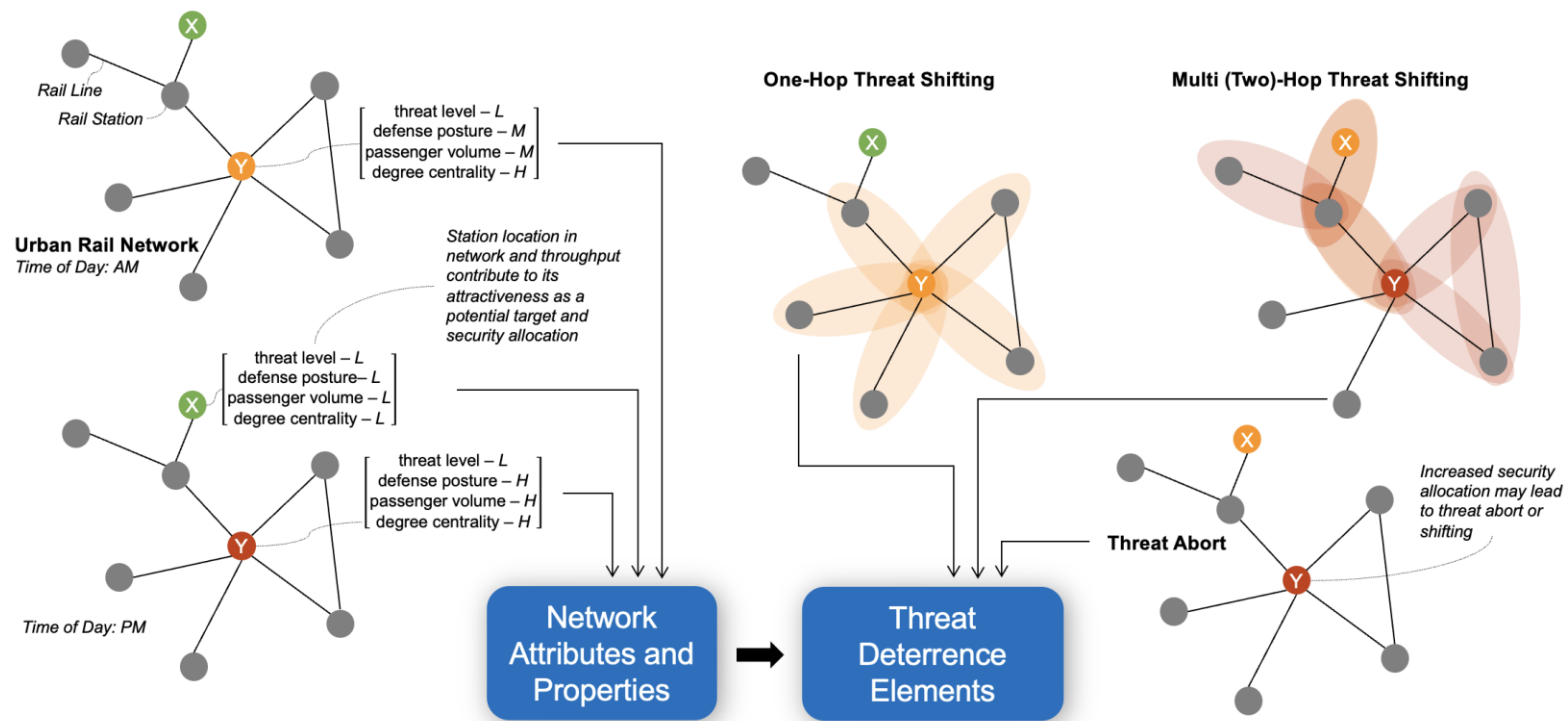 X
Rail Line
Rail Station
Y
threat level – L
defense posture – M
passenger volume – M
degree centrality – H
Urban Rail Network
Time of Day: AM
Station location in
network and throughput
contribute to its
attractiveness as a
potential target and
security allocation
X
threat level – L
defense posture– L
passenger volume – L
degree centrality – L
Y
threat level – L
defense posture – H
passenger volume – H
degree centrality – H
Time of Day: PM
Network
Attributes and
Properties
One-Hop Threat Shifting
X
Y
Multi (Two)-Hop Threat Shifting
X
Y
Threat Abort
X
Y
Increased security
allocation may lead
to threat abort or
shifting
Threat
Deterrence
Elements